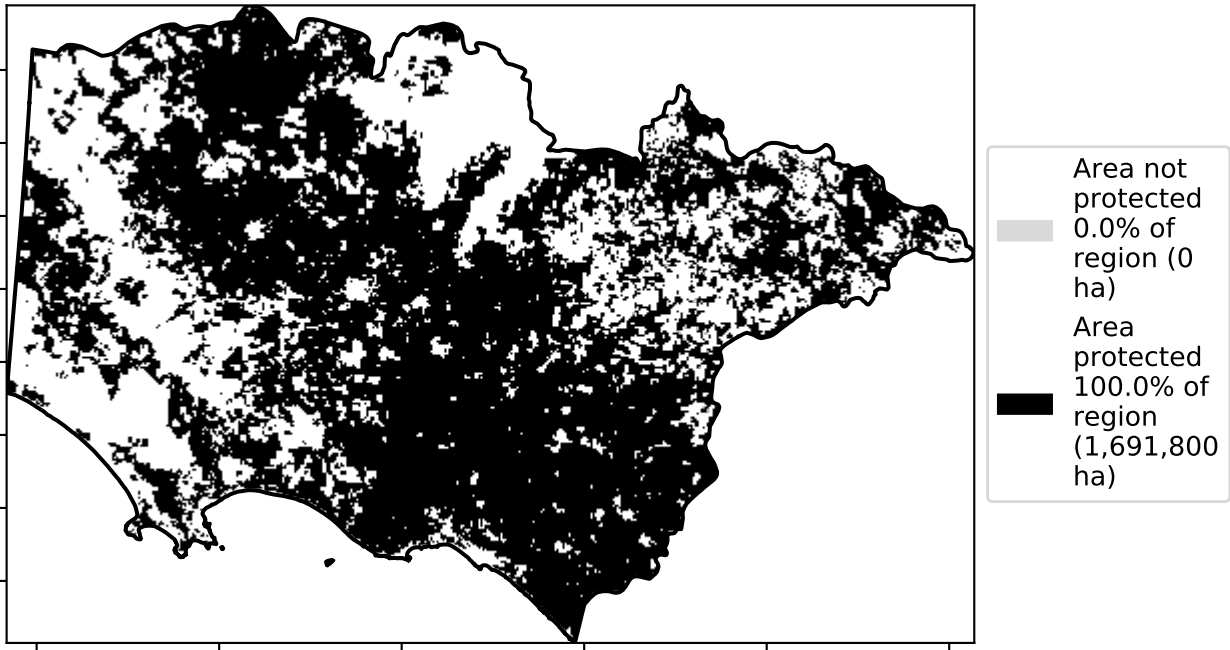 Area not
protected
0.0% of
region (0
ha)
Area
protected
100.0% of
region
(1,691,800
ha)